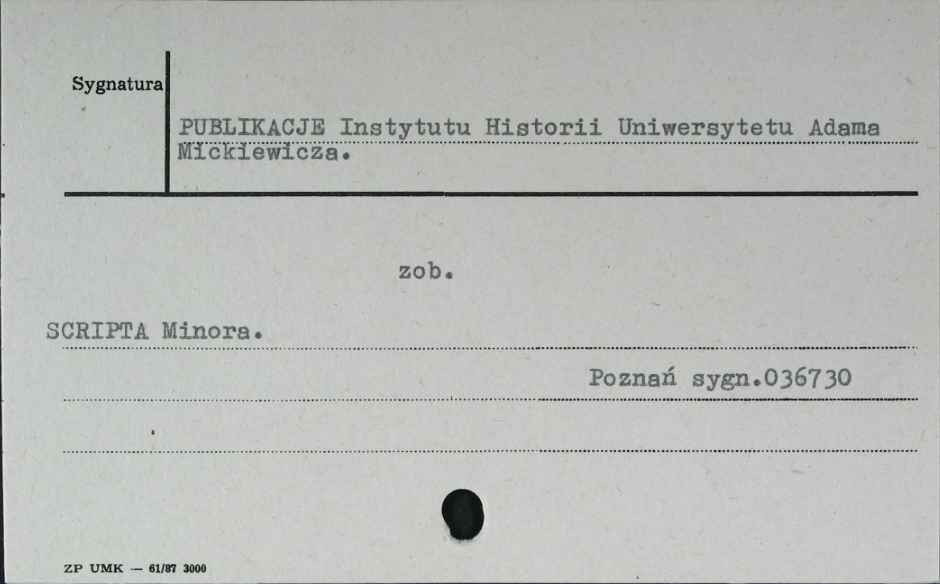 Sygnatura
PUBLIKACJE Instytutu Historii Uniwersytetu Adama
Mickiewicza.
zob.
SCRIPTA Minora.
Poznań sygn.036730
ZP UMK — 61/87 3000